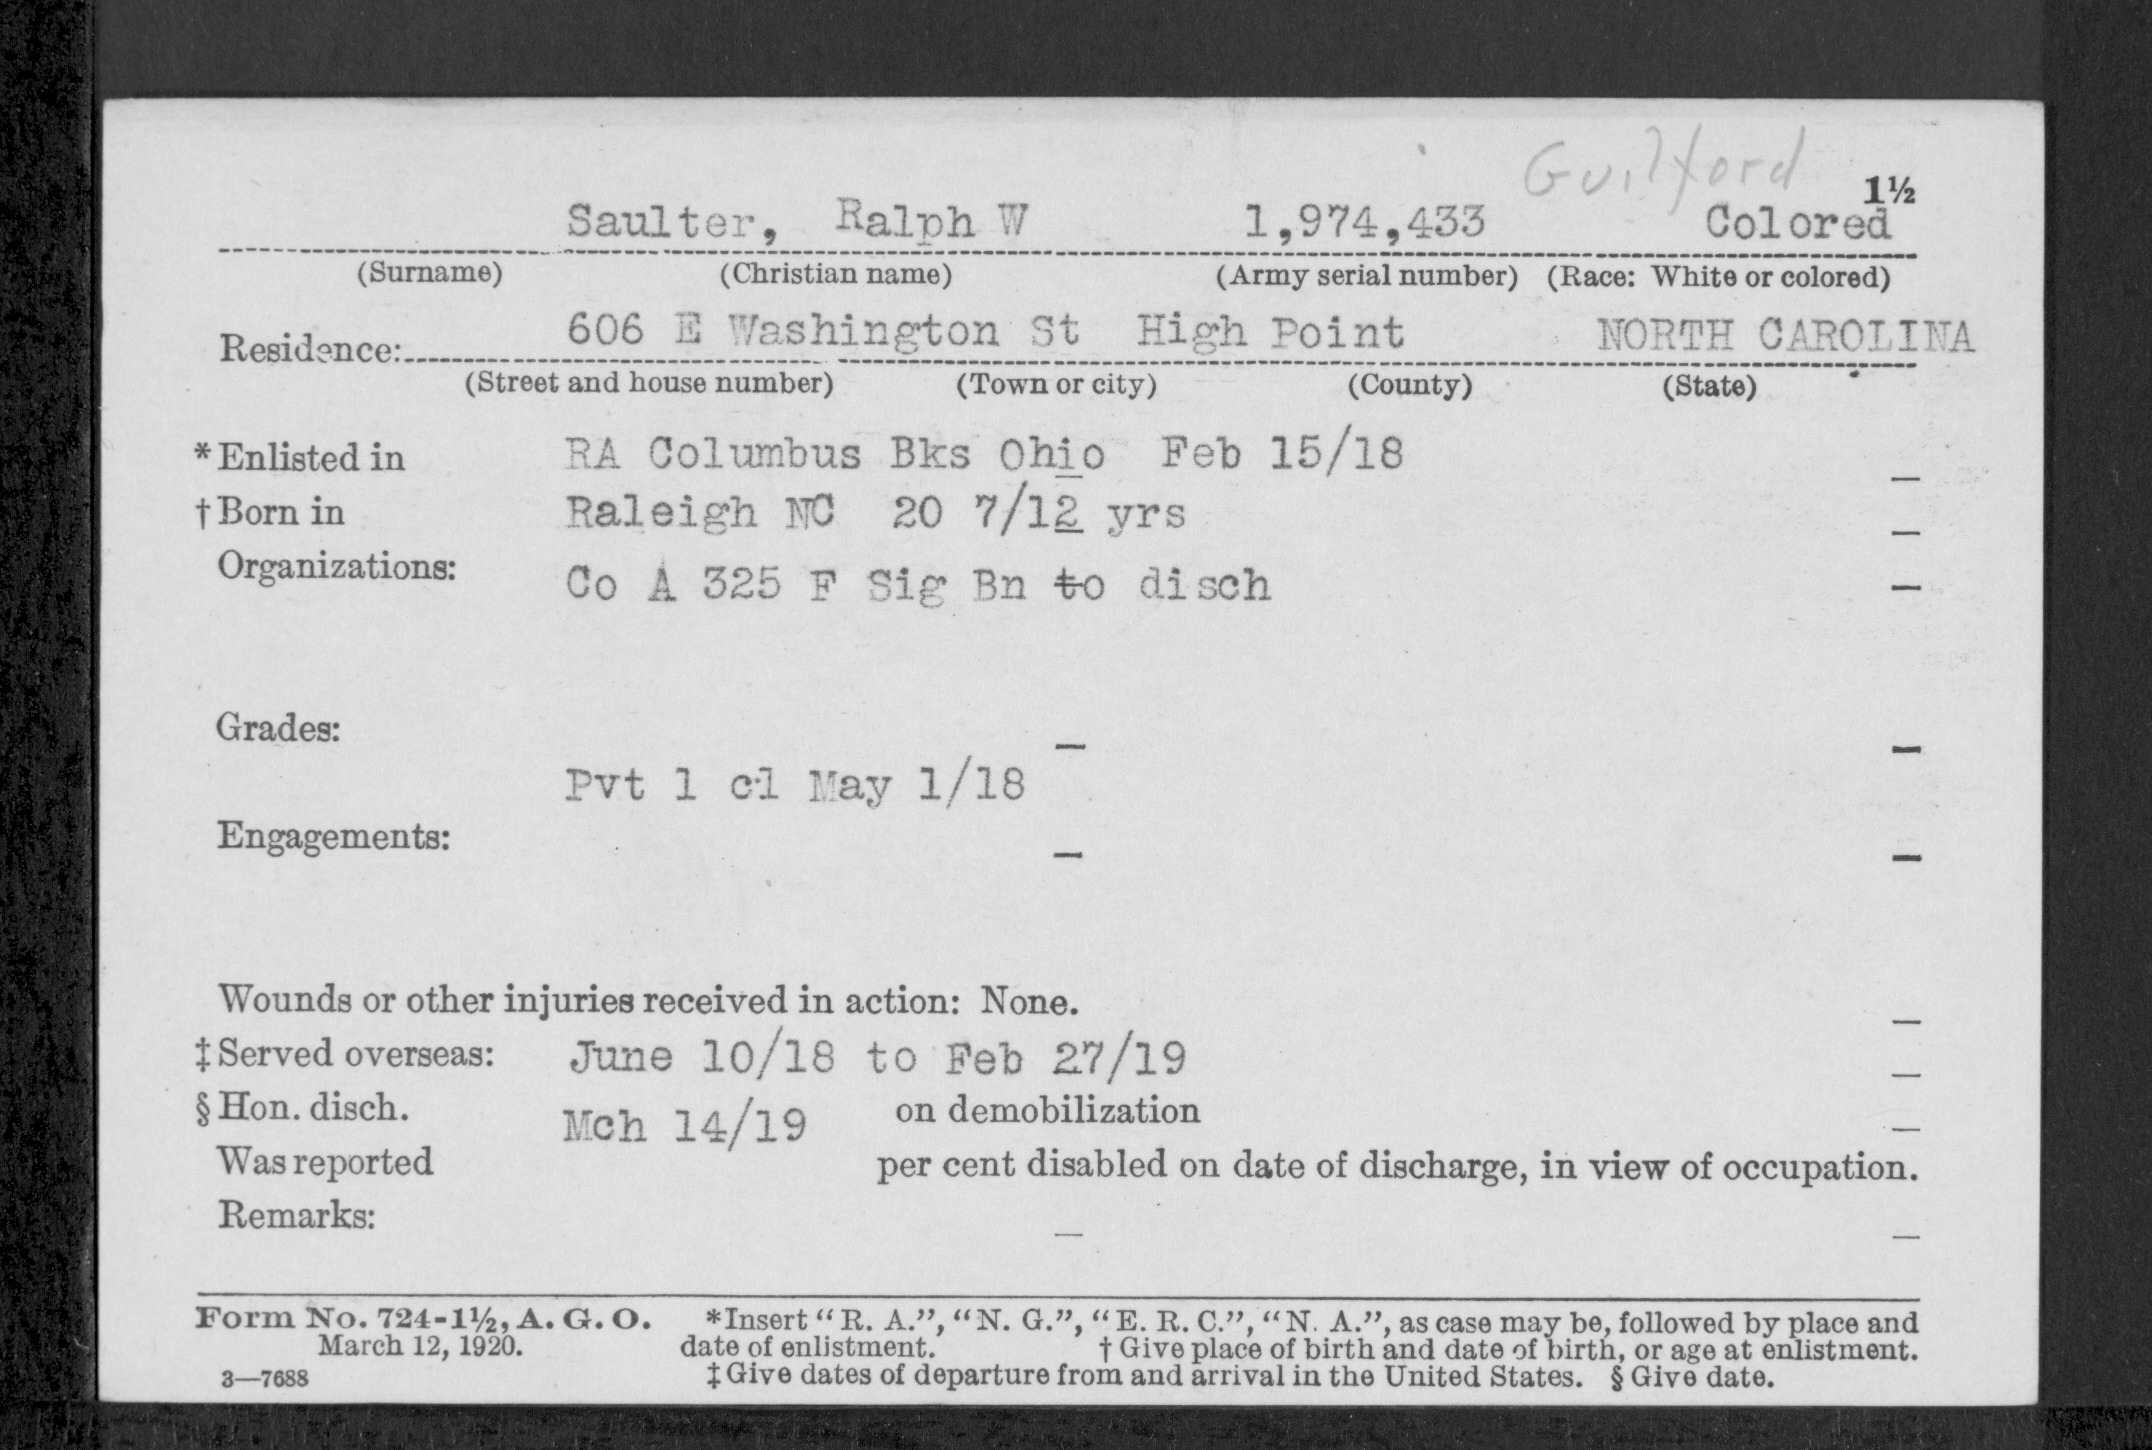 Guilford
1½
Saulter, Ralph W 1,974,433 Colored
(Surname) (Christian name) (Army serial number) (Race: White or colored)
Residence: 606 E Washington St High Point NORTH CAROLINA
(Street and house number) (Town or city) (County) (State)
*Enlisted in RA Columbus Bks Ohio Feb 15/18
†Born in Raleigh NC 20 7/12 yrs
Organizations: Co A 325 F Sig Bn to disch
Grades:
Pvt 1 cl May 1/18
Engagements:
Wounds or other injuries received in action: None.
‡Served overseas: June 10/18 to Feb 27/19
§Hon. disch. Mch 14/19 on demobilization
Was reported per cent disabled on date of discharge, in view of occupation.
Remarks:
Form No. 724-1½, A. G. O. *Insert "R. A.", "N. G.", "E. R. C.", "N. A.", as case may be, followed by place and
March 12, 1920. date of enlistment. †Give place of birth and date of birth, or age at enlistment.
3—7688 ‡Give dates of departure from and arrival in the United States. §Give date.